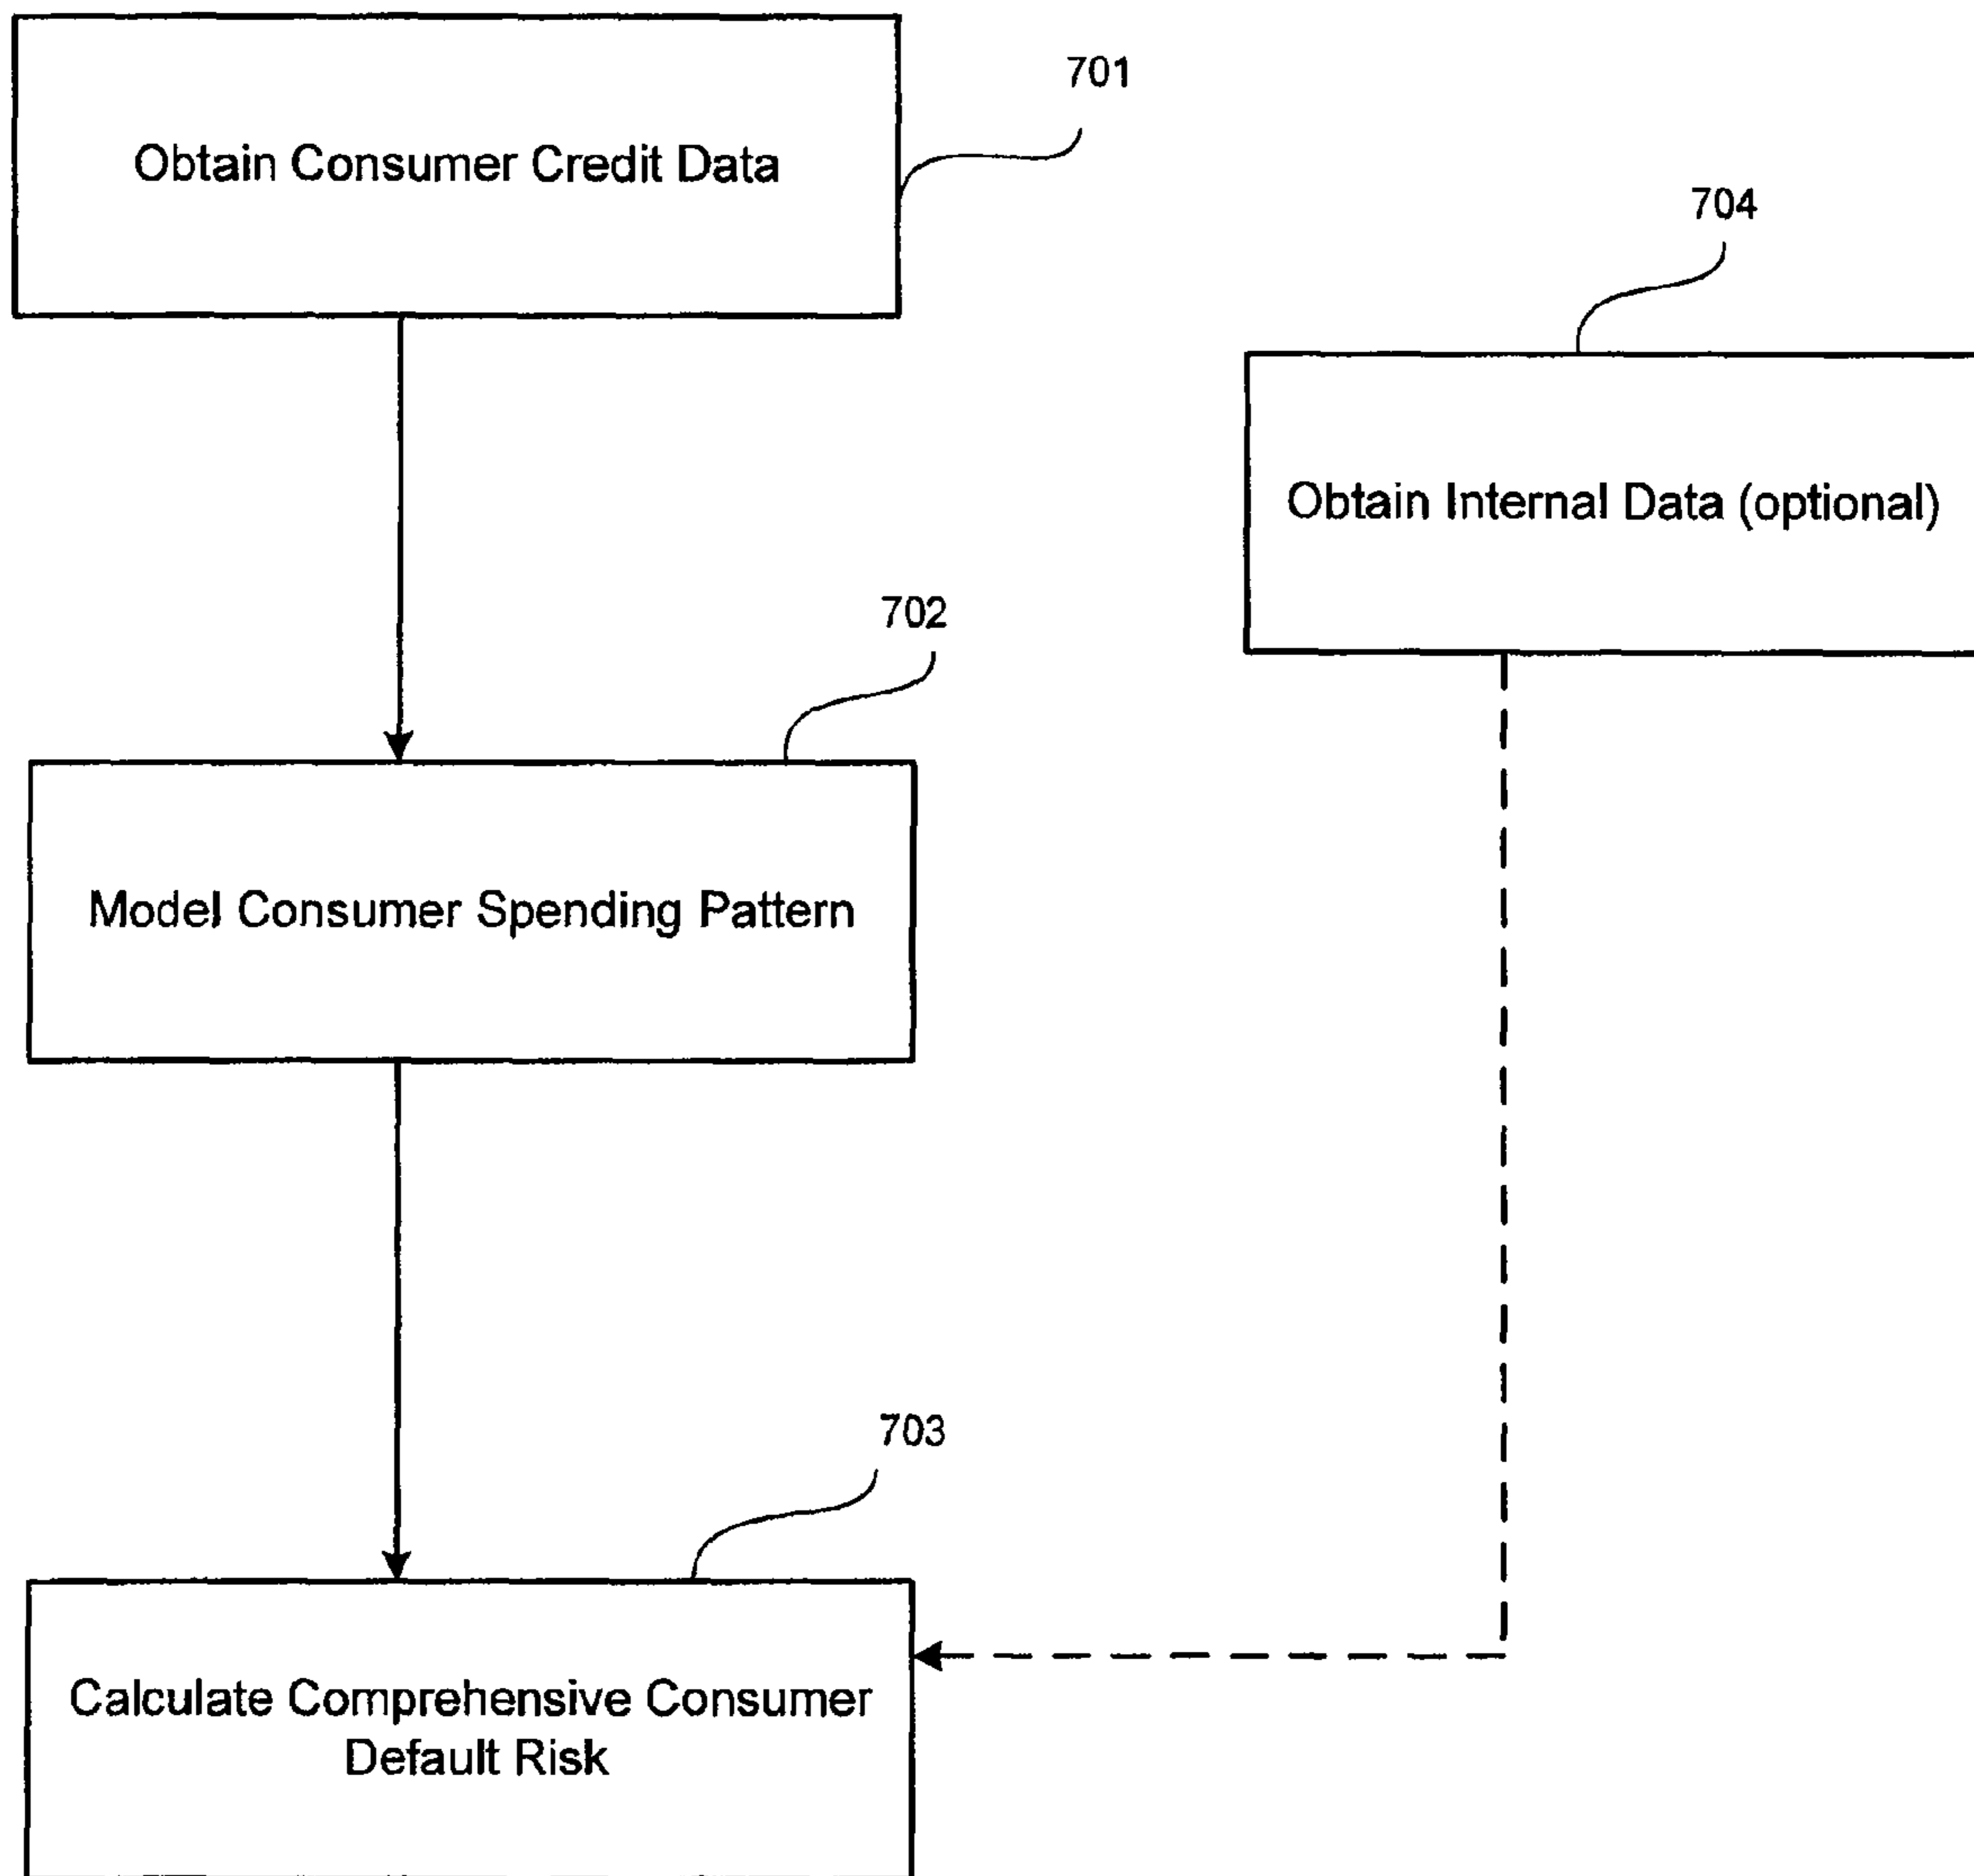 701
Obtain Consumer Credit Data
704
Obtain Internal Data (optional)
702
Model Consumer Spending Pattern
703
Calculate Comprehensive Consumer
Default Risk